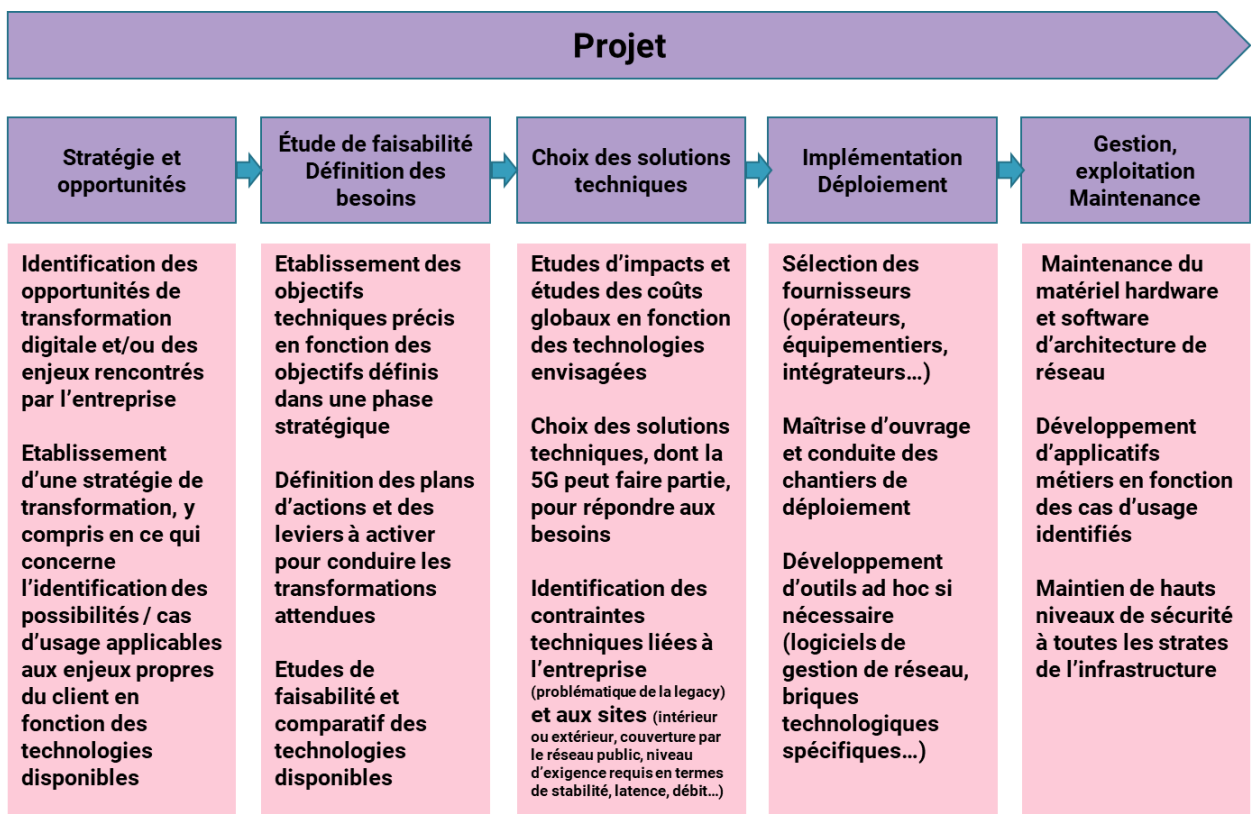 Projet
Stratégie et
opportunités
Étude de faisabilité
Définition des
besoins
Choix des solutions
techniques
Implémentation
Déploiement
Gestion,
exploitation
Maintenance
Identification des
opportunités de
transformation
digitale et/ou des
enjeux rencontrés
par l’entreprise
Etablissement
d’une stratégie de
transformation, y
compris en ce qui
concerne
l’identification des
possibilités / cas
d’usage applicables
aux enjeux propres
du client en
fonction des
technologies
disponibles
Etablissement des
objectifs
techniques précis
en fonction des
objectifs définis
dans une phase
stratégique
Définition des plans
d’actions et des
leviers à activer
pour conduire les
transformations
attendues
Etudes de
faisabilité et
comparatif des
technologies
disponibles
Etudes d’impacts et
études des coûts
globaux en fonction
des technologies
envisagées
Choix des solutions
techniques, dont la
5G peut faire partie,
pour répondre aux
besoins
Identification des
contraintes
techniques liées à
l’entreprise
(problématique de la legacy)
et aux sites (intérieur
ou extérieur, couverture par
le réseau public, niveau
d’exigence requis en termes
de stabilité, latence, débit…)
Sélection des
fournisseurs
(opérateurs,
équipementiers,
intégrateurs…)
Maîtrise d’ouvrage
et conduite des
chantiers de
déploiement
Développement
d’outils ad hoc si
nécessaire
(logiciels de
gestion de réseau,
briques
technologiques
spécifiques…)
Maintenance du
matériel hardware
et software
d’architecture de
réseau
Développement
d’applicatifs
métiers en fonction
des cas d’usage
identifiés
Maintien de hauts
niveaux de sécurité
à toutes les strates
de l’infrastructure